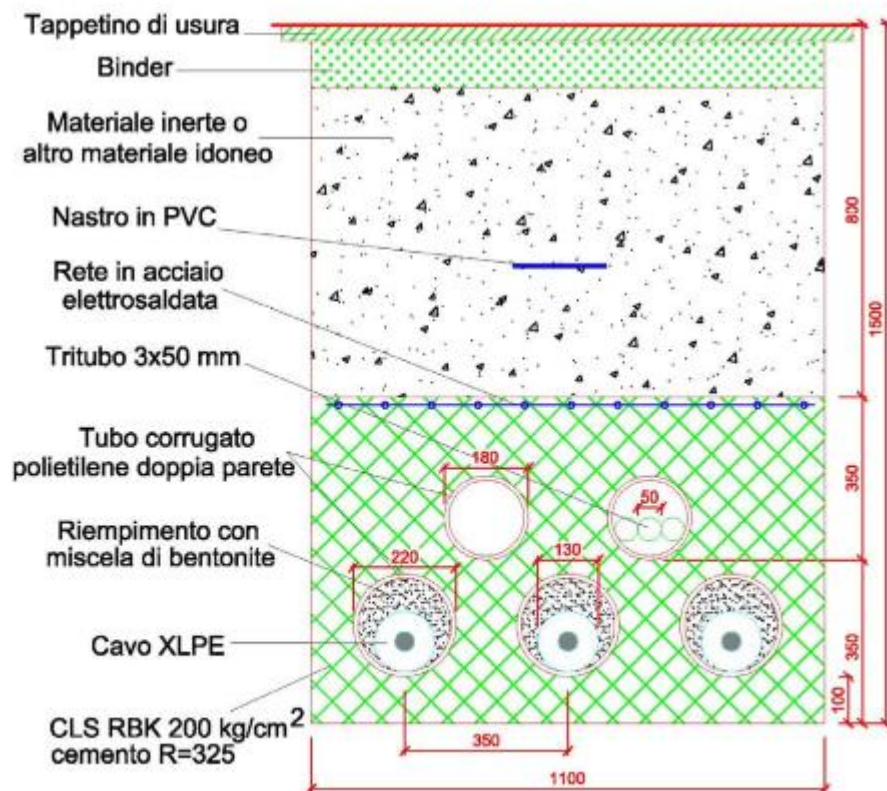 Tappetino di usura
Binder
Materiale inerte o
altro materiale idoneo
Nastro in PVC
Rete in acciaio
elettrosaldata
Tritubo 3x50 mm
Tubo corrugato
polietilene doppia parete
Riempimento con
miscela di bentonite
Cavo XLPE
CLS RBK 200 kg/cm²
cemento R=325
800
1500
180
50
350
220
130
350
100
350
1100